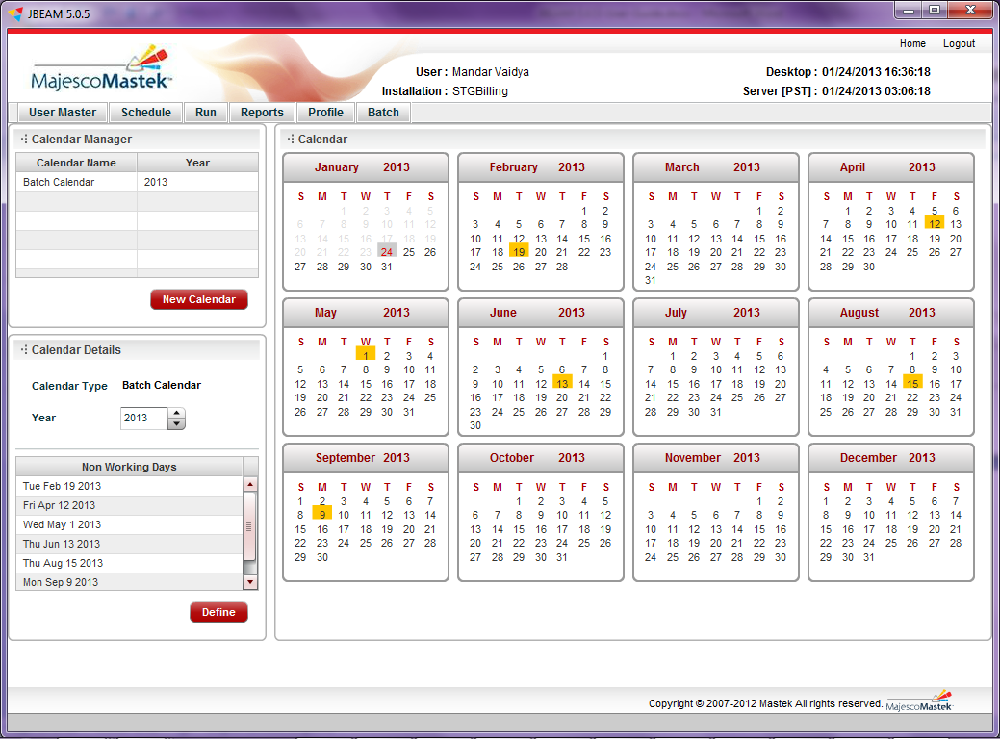 JBEAM 5.0.5
Home | Logout
MajescoMastek
User : Mandar Vaidya
Desktop : 01/24/2013 16:36:18
Installation : STGBilling
Server [PST] : 01/24/2013 03:06:18
User Master Schedule Run Reports Profile Batch
Calendar Manager
Calendar Name Year
Batch Calendar 2013
New Calendar
Calendar Details
Calendar Type Batch Calendar
Year 2013
Non Working Days
Tue Feb 19 2013
Fri Apr 12 2013
Wed May 1 2013
Thu Jun 13 2013
Thu Aug 15 2013
Mon Sep 9 2013
Define
Calendar
January 2013
S M T W T F S
1 2 3 4 5
6 7 8 9 10 11 12
13 14 15 16 17 18 19
20 21 22 23 24 25 26
27 28 29 30 31
February 2013
S M T W T F S
1 2
3 4 5 6 7 8 9
10 11 12 13 14 15 16
17 18 19 20 21 22 23
24 25 26 27 28
March 2013
S M T W T F S
1 2
3 4 5 6 7 8 9
10 11 12 13 14 15 16
17 18 19 20 21 22 23
24 25 26 27 28 29 30
31
April 2013
S M T W T F S
1 2 3 4 5 6
7 8 9 10 11 12 13
14 15 16 17 18 19 20
21 22 23 24 25 26 27
28 29 30
May 2013
S M T W T F S
1 2 3 4
5 6 7 8 9 10 11
12 13 14 15 16 17 18
19 20 21 22 23 24 25
26 27 28 29 30 31
June 2013
S M T W T F S
1
2 3 4 5 6 7 8
9 10 11 12 13 14 15
16 17 18 19 20 21 22
23 24 25 26 27 28 29
30
July 2013
S M T W T F S
1 2 3 4 5 6
7 8 9 10 11 12 13
14 15 16 17 18 19 20
21 22 23 24 25 26 27
28 29 30 31
August 2013
S M T W T F S
1 2 3
4 5 6 7 8 9 10
11 12 13 14 15 16 17
18 19 20 21 22 23 24
25 26 27 28 29 30 31
September 2013
S M T W T F S
1 2 3 4 5 6 7
8 9 10 11 12 13 14
15 16 17 18 19 20 21
22 23 24 25 26 27 28
29 30
October 2013
S M T W T F S
1 2 3 4 5
6 7 8 9 10 11 12
13 14 15 16 17 18 19
20 21 22 23 24 25 26
27 28 29 30 31
November 2013
S M T W T F S
1 2
3 4 5 6 7 8 9
10 11 12 13 14 15 16
17 18 19 20 21 22 23
24 25 26 27 28 29 30
December 2013
S M T W T F S
1 2 3 4 5 6 7
8 9 10 11 12 13 14
15 16 17 18 19 20 21
22 23 24 25 26 27 28
29 30 31
Copyright © 2007-2012 Mastek All rights reserved. MajescoMastek